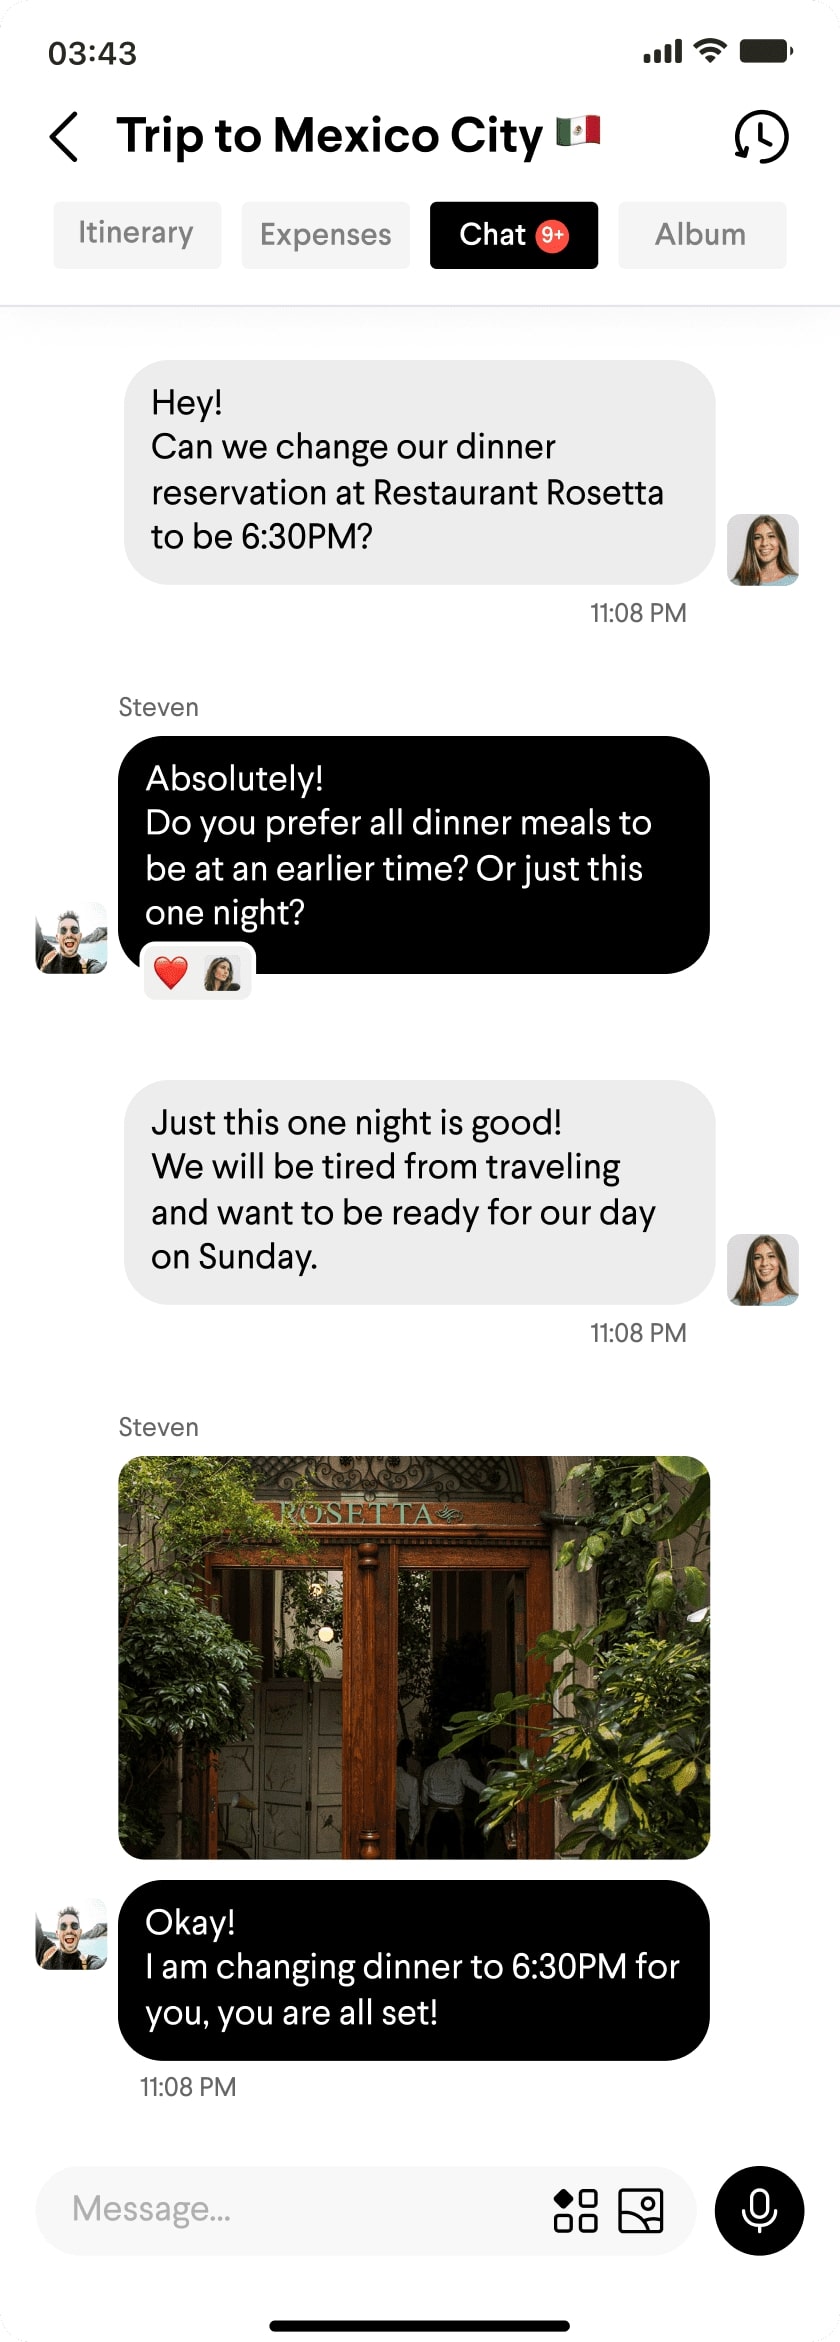 03:43
Trip to Mexico City
Itinerary
Expenses
Chat 9+
Album
Hey!
Can we change our dinner
reservation at Restaurant Rosetta
to be 6:30PM?
11:08 PM
Steven
Absolutely!
Do you prefer all dinner meals to
be at an earlier time? Or just this
one night?
Just this one night is good!
We will be tired from traveling
and want to be ready for our day
on Sunday.
11:08 PM
Steven
ROSETTA
Okay!
I am changing dinner to 6:30PM for
you, you are all set!
11:08 PM
Message...